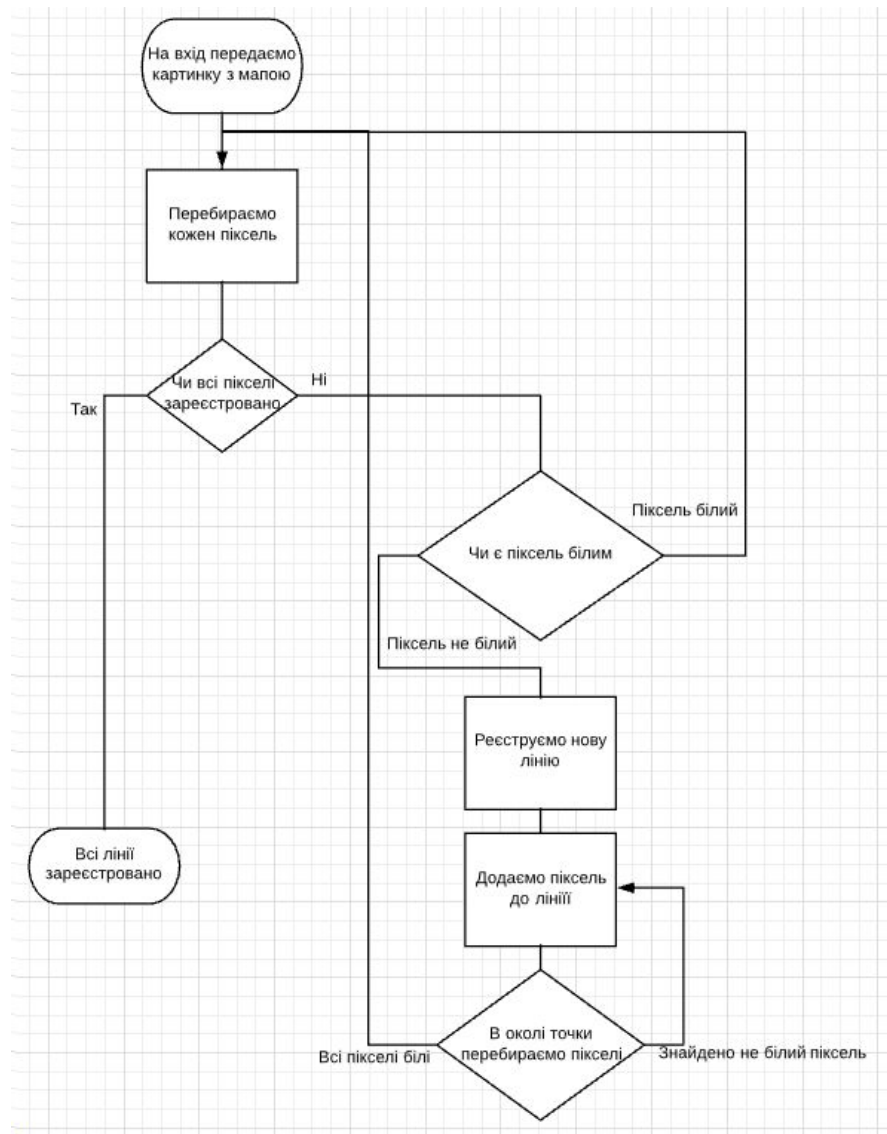 На вхід передаємо
картинку з мапою
Перебираємо
кожен піксель
Чи всі пікселі
зареєстровано
Ні
Так
Піксель білий
Чи є піксель білим
Піксель не білий
Реєструємо нову
лінію
Всі лінії
зареєстровано
Додаємо піксель
до лініїї
В околі точки
перебираємо пікселі
Всі пікселі білі
Знайдено не білий піксель